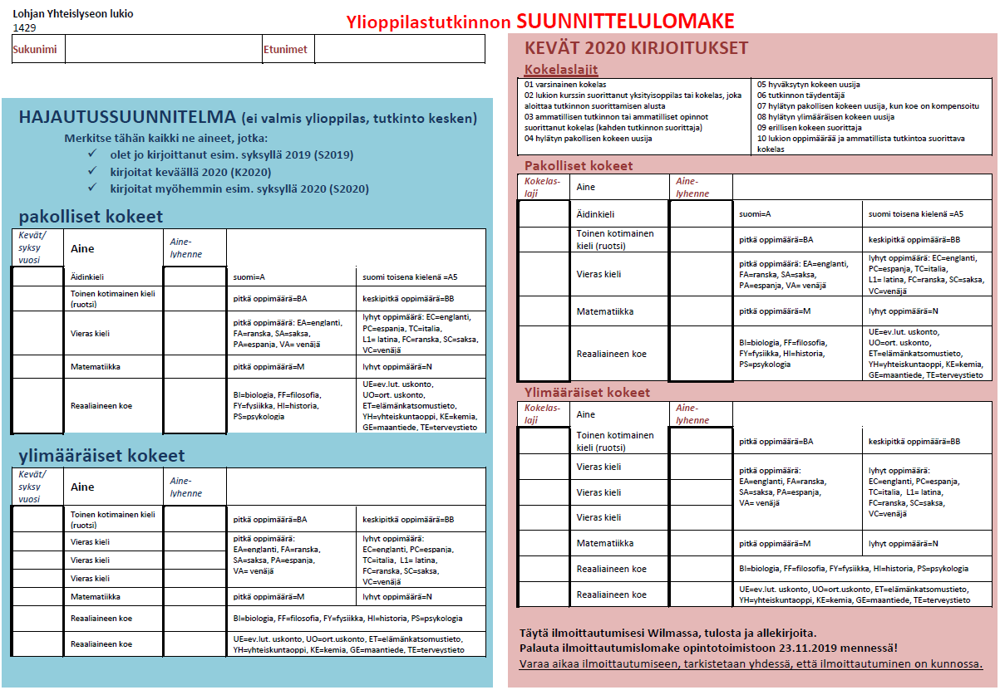 Lohjan Yhteislyseon lukio
1429
Ylioppilastutkinnon SUUNNITTELULOMAKE
Sukunimi
Etunimet
HAJAUTUSSUUNNITELMA (ei valmis ylioppilas, tutkinto kesken)
Merkitse tähän kaikki ne aineet, jotka:
✓ olet jo kirjoittanut esim. syksyllä 2019 (S2019)
✓ kirjoitat keväällä 2020 (K2020)
✓ kirjoitat myöhemmin esim. syksyllä 2020 (S2020)
pakolliset kokeet
Kevät/
syksy
vuosi
Aine
Aine-
lyhenne
Äidinkieli
suomi=A
suomi toisena kielenä =A5
Toinen kotimainen kieli
(ruotsi)
pitkä oppimäärä=BA
keskipitkä oppimäärä=BB
Vieras kieli
pitkä oppimäärä: EA=englanti,
FA=ranska, SA=saksa,
PA=espanja, VA= venäjä
lyhyt oppimäärä: EC=englanti,
PC=espanja, TC=italia,
L1= latina, FC=ranska, SC=saksa,
VC=venäjä
Matematiikka
pitkä oppimäärä=M
lyhyt oppimäärä=N
Reaaliaineen koe
BI=biologia, FF=filosofia,
FY=fysiikka, HI=historia,
PS=psykologia
UE=ev.lut. uskonto,
UO=ort. uskonto,
ET=elämänkatsomustieto,
YH=yhteiskuntaoppi, KE=kemia,
GE=maantiede, TE=terveystieto
ylimääräiset kokeet
Kevät/
syksy
vuosi
Aine
Aine-
lyhenne
Toinen kotimainen kieli
(ruotsi)
pitkä oppimäärä=BA
keskipitkä oppimäärä=BB
Vieras kieli
Vieras kieli
Vieras kieli
pitkä oppimäärä:
EA=englanti, FA=ranska,
SA=saksa, PA=espanja,
VA= venäjä
lyhyt oppimäärä:
EC=englanti, PC=espanja,
TC=italia, L1= latina,
FC=ranska, SC=saksa,
VC=venäjä
Matematiikka
pitkä oppimäärä=M
lyhyt oppimäärä=N
Reaaliaineen koe
BI=biologia, FF=filosofia, FY=fysiikka, HI=historia, PS=psykologia
Reaaliaineen koe
UE=ev.lut. uskonto, UO=ort.uskonto, ET=elämänkatsomustieto,
YH=yhteiskuntaoppi, KE=kemia, GE=maantiede, TE=terveystieto
KEVÄT 2020 KIRJOITUKSET
Kokelaslajit
01 varsinainen kokelas
02 lukion kurssin suorittanut yksityisoppilas tai kokelas, joka
aloittaa tutkinnon suorittamisen alusta
03 ammatillisen tutkinnon tai ammatilliset opinnot
suorittanut kokelas (kahden tutkinnon suorittaja)
04 hylätyn pakollisen kokeen uusija
05 hyväksytyn kokeen uusija
06 tutkinnon täydentäjä
07 hylätyn pakollisen kokeen uusija, kun koe on kompensoitu
08 hylätyn ylimääräisen kokeen uusija
09 erillisen kokeen suorittaja
10 lukion oppimäärää ja ammatillista tutkintoa suorittava
kokelas
Pakolliset kokeet
Kokelas-
laji
Aine
Aine-
lyhenne
Äidinkieli
suomi=A
suomi toisena kielenä =A5
Toinen kotimainen
kieli (ruotsi)
pitkä oppimäärä=BA
keskipitkä oppimäärä=BB
Vieras kieli
pitkä oppimäärä: EA=englanti,
FA=ranska, SA=saksa,
PA=espanja, VA= venäjä
lyhyt oppimäärä: EC=englanti,
PC=espanja, TC=italia,
L1= latina, FC=ranska, SC=saksa,
VC=venäjä
Matematiikka
pitkä oppimäärä=M
lyhyt oppimäärä=N
Reaaliaineen koe
BI=biologia, FF=filosofia,
FY=fysiikka, HI=historia,
PS=psykologia
UE=ev.lut. uskonto,
UO=ort. uskonto,
ET=elämänkatsomustieto,
YH=yhteiskuntaoppi, KE=kemia,
GE=maantiede, TE=terveystieto
Ylimääräiset kokeet
Kokelas-
laji
Aine
Aine-
lyhenne
Toinen kotimainen
kieli (ruotsi)
pitkä oppimäärä=BA
keskipitkä oppimäärä=BB
Vieras kieli
Vieras kieli
Vieras kieli
pitkä oppimäärä:
EA=englanti, FA=ranska,
SA=saksa, PA=espanja,
VA= venäjä
lyhyt oppimäärä:
EC=englanti, PC=espanja,
TC=italia, L1= latina,
FC=ranska, SC=saksa,
VC=venäjä
Matematiikka
pitkä oppimäärä=M
lyhyt oppimäärä=N
Reaaliaineen koe
BI=biologia, FF=filosofia, FY=fysiikka, HI=historia, PS=psykologia
Reaaliaineen koe
UE=ev.lut. uskonto, UO=ort.uskonto, ET=elämänkatsomustieto,
YH=yhteiskuntaoppi, KE=kemia, GE=maantiede, TE=terveystieto
Täytä ilmoittautumisesi Wilmassa, tulosta ja allekirjoita.
Palauta ilmoittautumislomake opintotoimistoon 23.11.2019 mennessä!
Varaa aikaa ilmoittautumiseen, tarkistetaan yhdessä, että ilmoittautuminen on kunnossa.